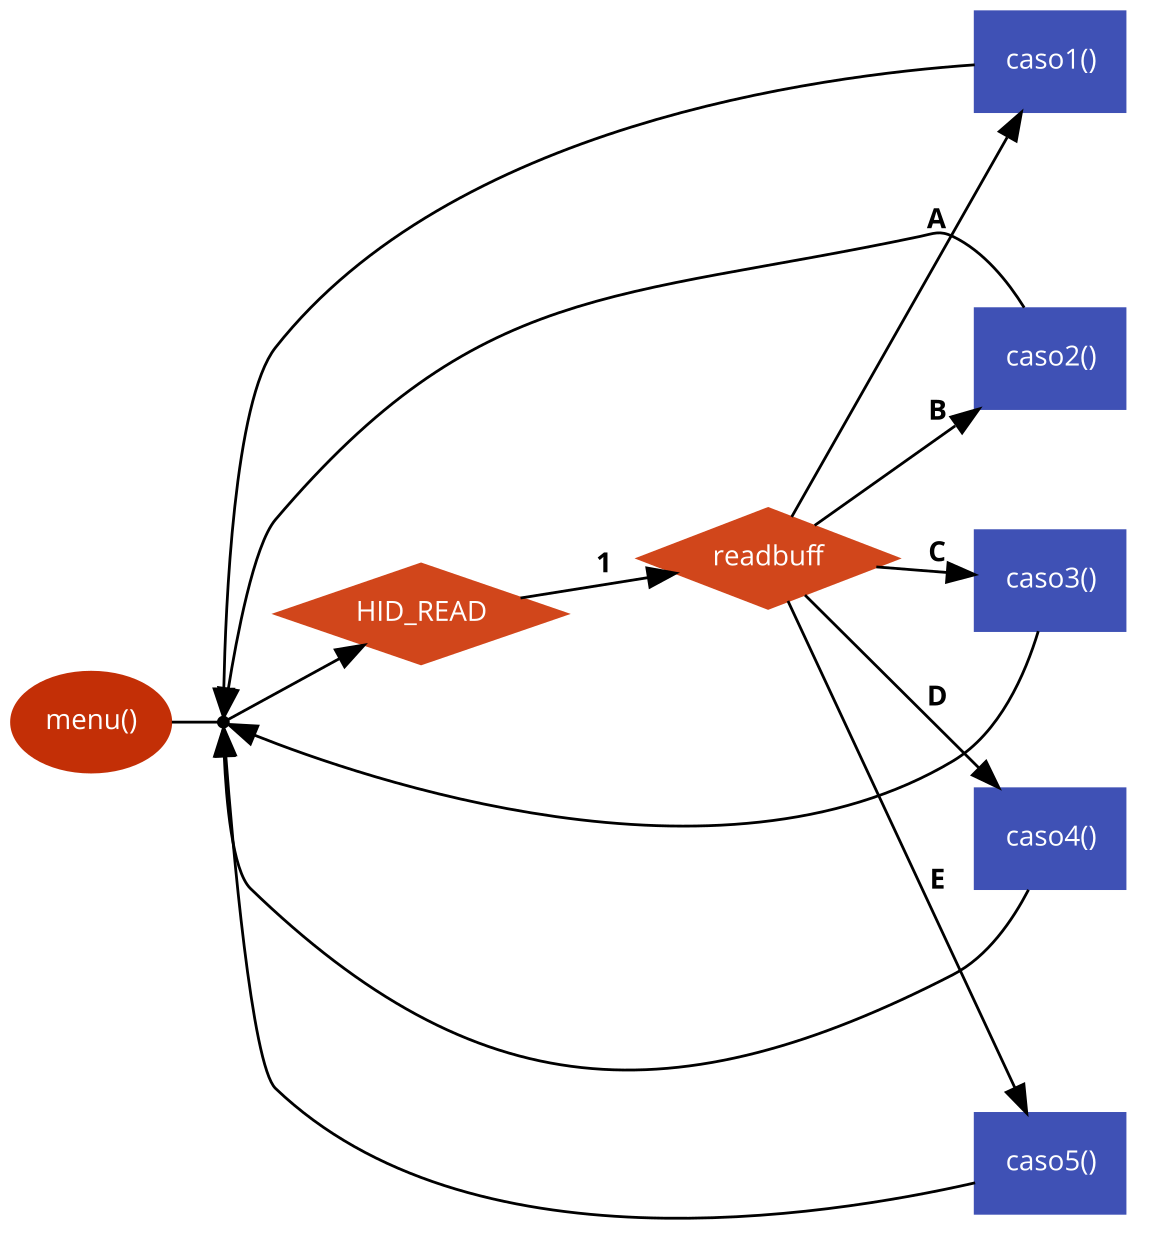 caso1()
A
caso2()
B
C
1
readbuff
caso3()
HID_READ
D
menu()
caso4()
E
caso5()